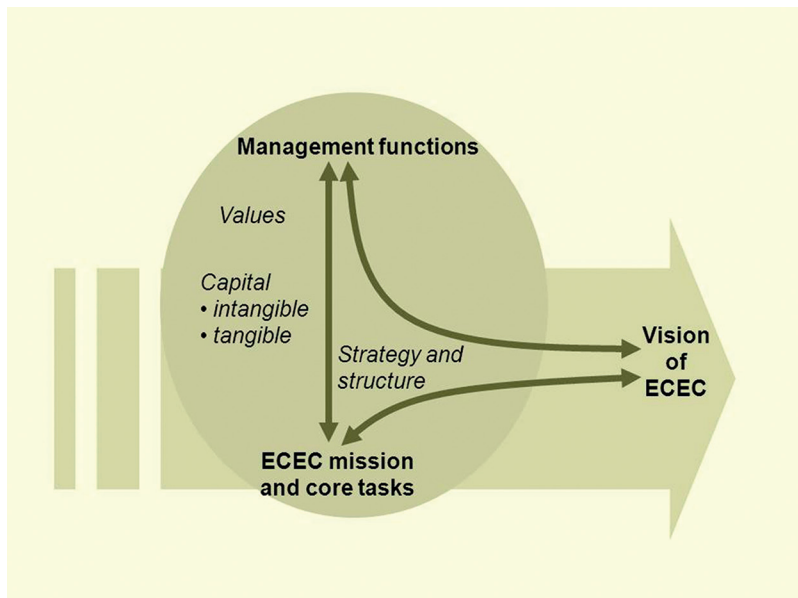 Management functions
Values
Capital
• intangible
• tangible
Strategy and
structure
Vision
of
ECEC
ECEC mission
and core tasks